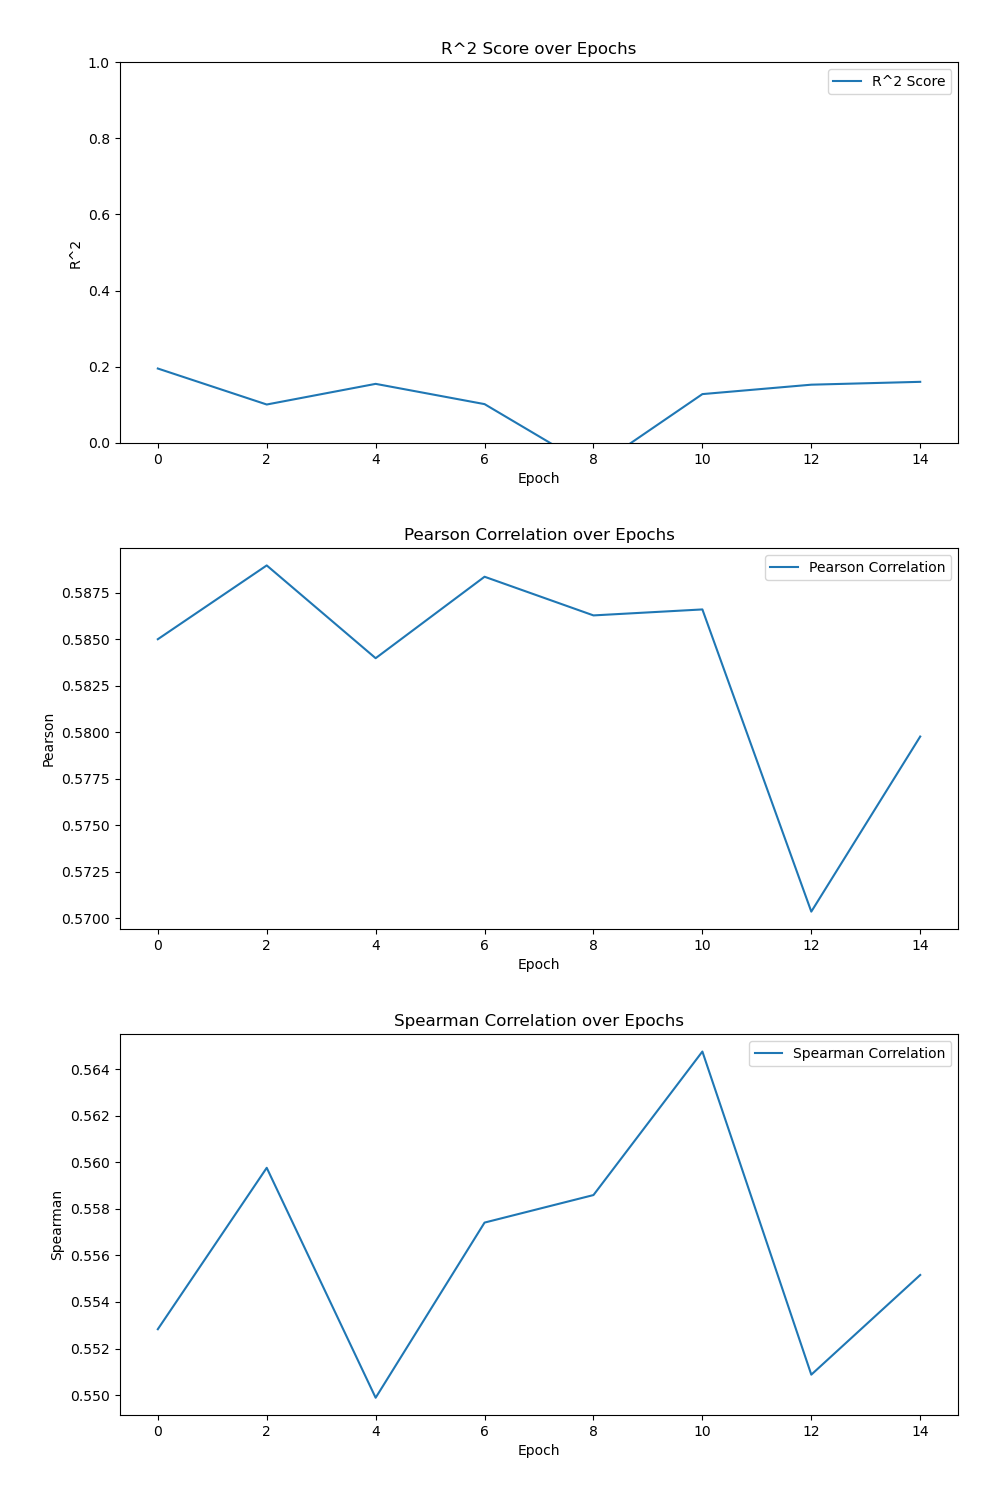 R^2 Score over Epochs
R^2 Score
1.0
0.8
0.6
0.4
0.2
0.0
R^2
0 2 4 6 8 10 12 14
Epoch
Pearson Correlation over Epochs
Pearson Correlation
0.5875
0.5850
0.5825
0.5800
0.5775
0.5750
0.5725
0.5700
Pearson
0 2 4 6 8 10 12 14
Epoch
Spearman Correlation over Epochs
Spearman Correlation
0.564
0.562
0.560
0.558
0.556
0.554
0.552
0.550
Spearman
0 2 4 6 8 10 12 14
Epoch